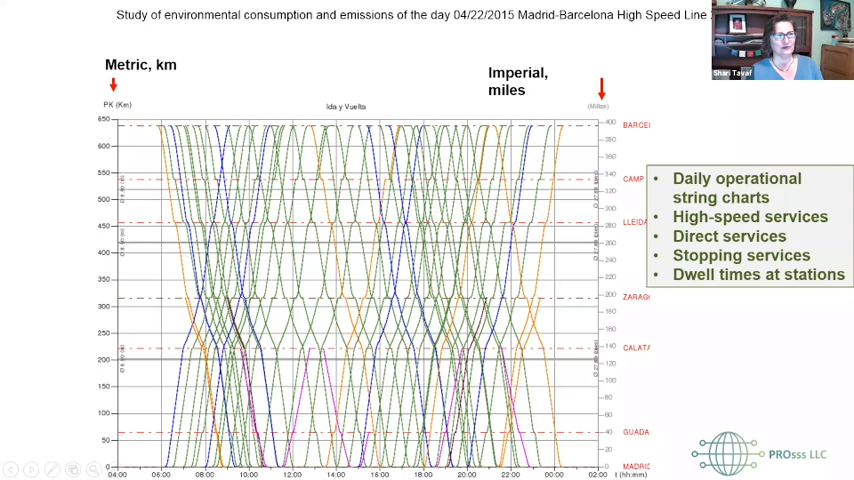 Study of environmental consumption and emissions of the day 04/22/2015 Madrid-Barcelona High Speed Line
Shari Tavaf
Metric, km
Imperial,
miles
PK (Km)
Ida y Vuelta
(Millas)
650
600
550
500
450
400
350
300
250
200
150
100
50
0
400
380
360
340
320
300
280
260
240
220
200
180
160
140
120
100
80
60
40
20
0
BARCE
CAMP
LLEIDA
ZARAG
CALATA
GUADA
MADRID
04:00 06:00 08:00 10:00 12:00 14:00 16:00 18:00 20:00 22:00 00:00 02:00 t (hh:mm)
• Daily operational
string charts
• High-speed services
• Direct services
• Stopping services
• Dwell times at stations
PROsss LLC